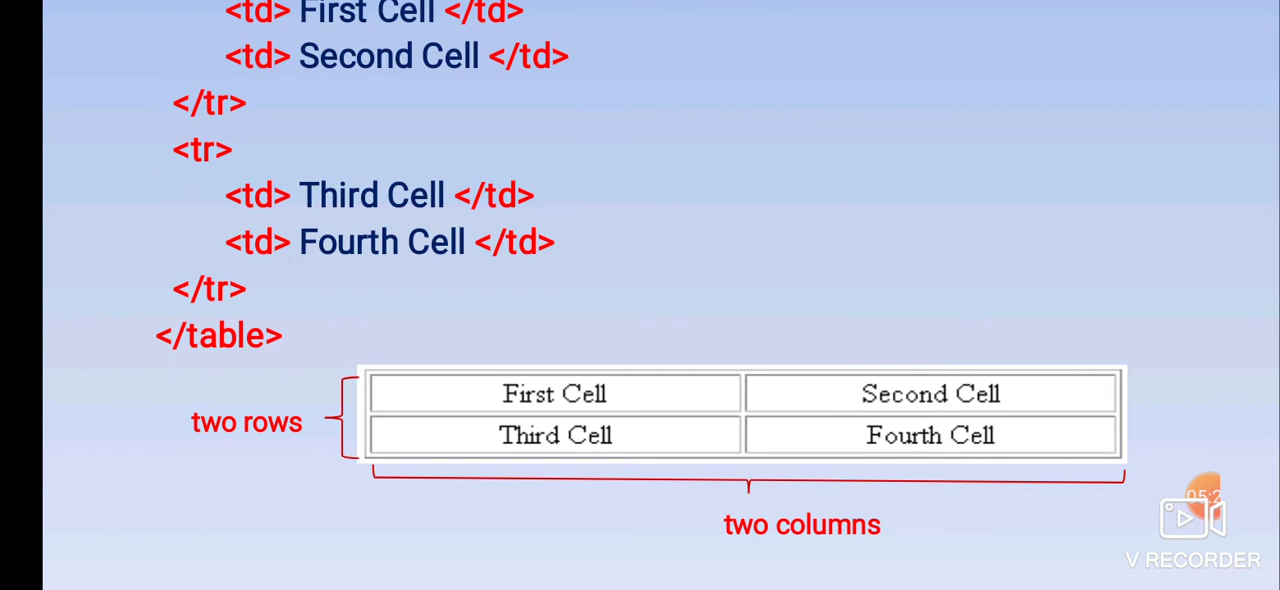 <td> First Cell </td>
<td> Second Cell </td>
</tr>
<tr>
<td> Third Cell </td>
<td> Fourth Cell </td>
</tr>
</table>
First Cell Second Cell
two rows
Third Cell Fourth Cell
two columns
V RECORDER